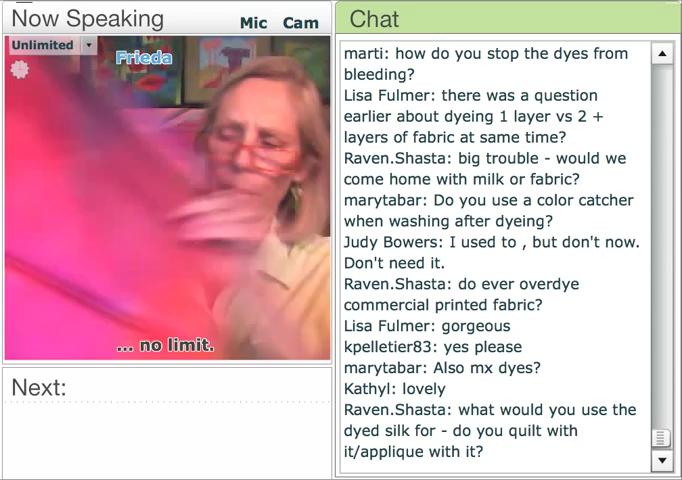 Now Speaking
Mic Cam
Unlimited
Frieda
... no limit.
Next:
Chat
marti: how do you stop the dyes from
bleeding?
Lisa Fulmer: there was a question
earlier about dyeing 1 layer vs 2 +
layers of fabric at same time?
Raven.Shasta: big trouble - would we
come home with milk or fabric?
marytabar: Do you use a color catcher
when washing after dyeing?
Judy Bowers: I used to , but don't now.
Don't need it.
Raven.Shasta: do ever overdye
commercial printed fabric?
Lisa Fulmer: gorgeous
kpelletier83: yes please
marytabar: Also mx dyes?
Kathyl: lovely
Raven.Shasta: what would you use the
dyed silk for - do you quilt with
it/applique with it?